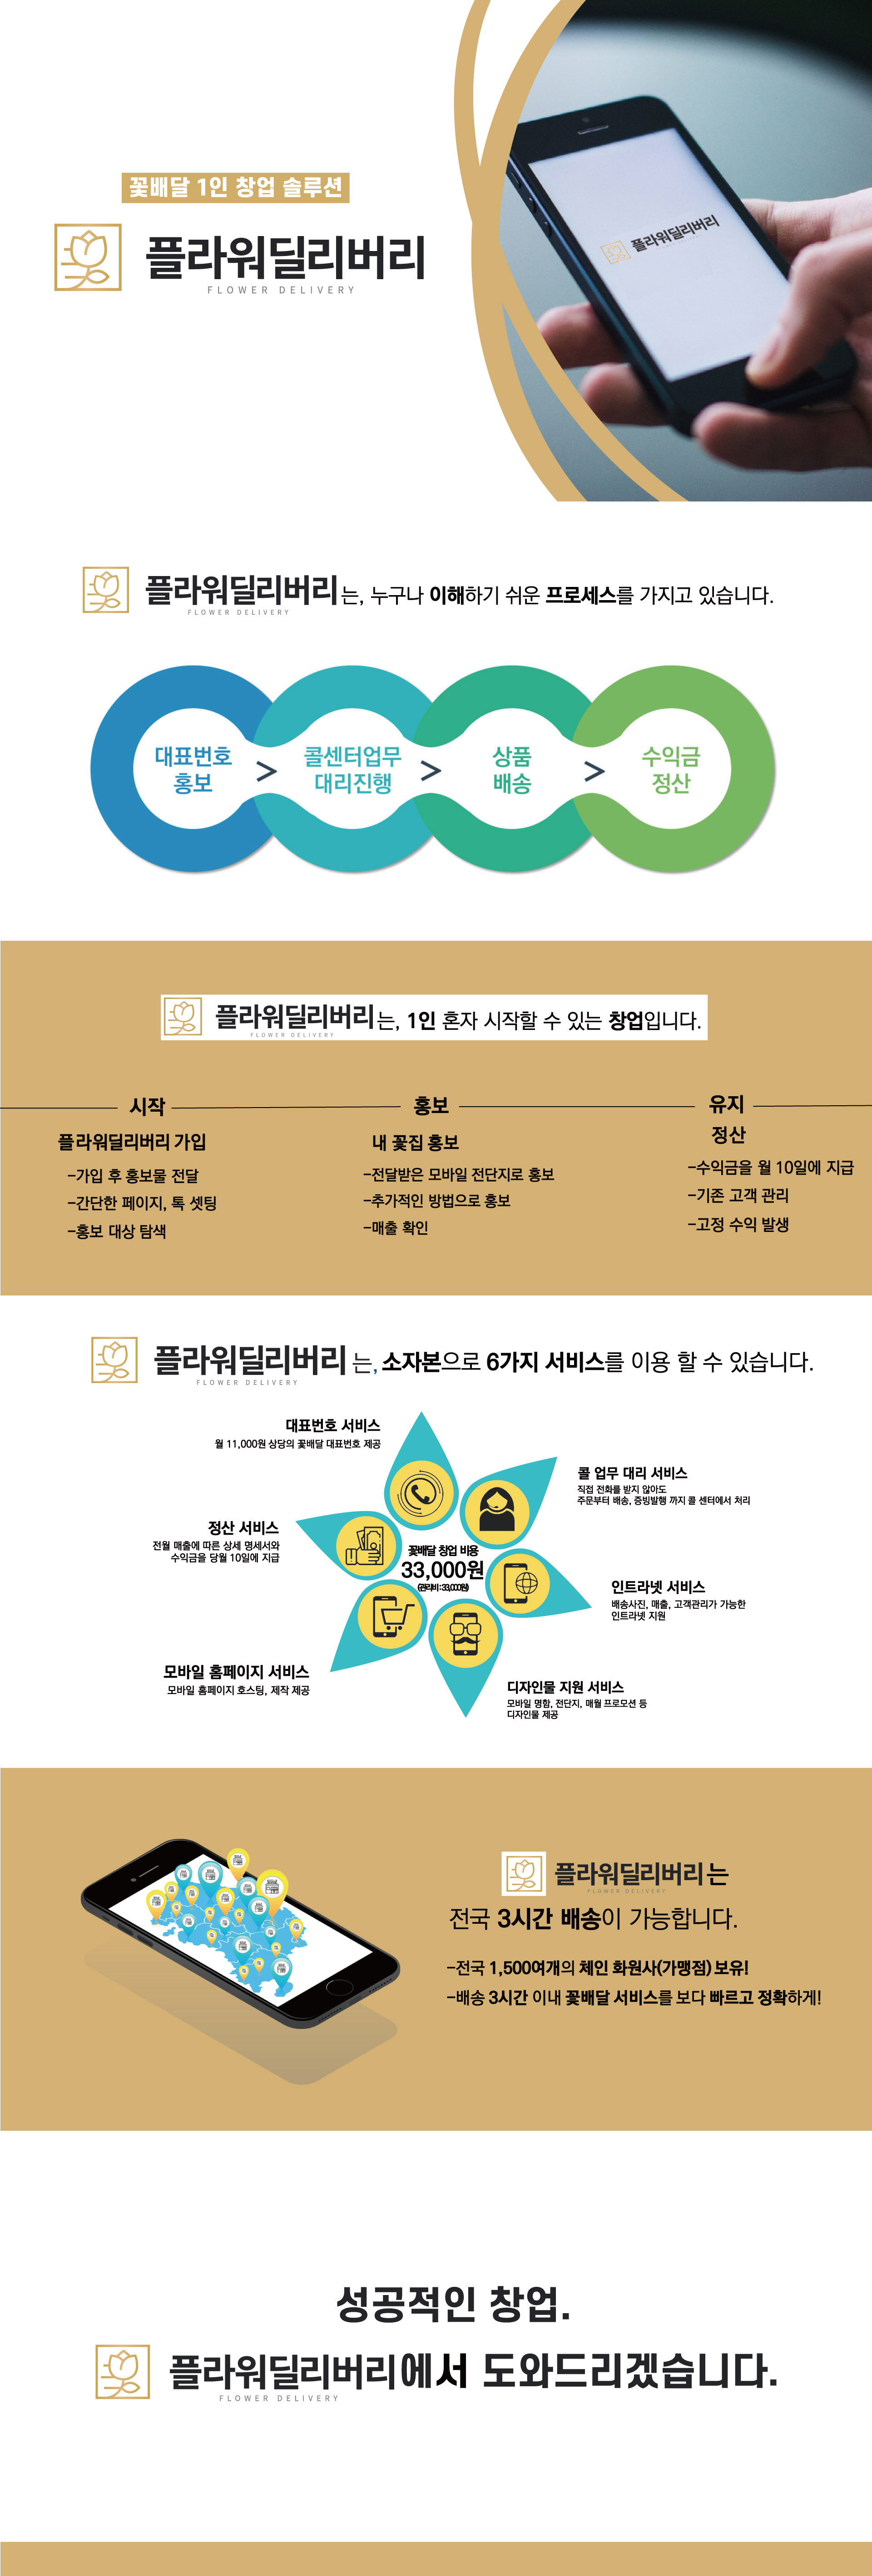 꽃배달 1인 창업 솔루션
플라워딜리버리
FLOWER DELIVERY
플라워딜리버리
플라워딜리버리는, 누구나 이해하기 쉬운 프로세스를 가지고 있습니다.
FLOWER DELIVERY
대표번호
홍보
>
콜센터업무
대리진행
>
상품
배송
>
수익금
정산
플라워딜리버리는, 1인 혼자 시작할 수 있는 창업입니다.
FLOWER DELIVERY
시작
플라워딜리버리 가입
-가입 후 홍보물 전달
-간단한 페이지, 톡 셋팅
-홍보 대상 탐색
홍보
내 꽃집 홍보
-전달받은 모바일 전단지로 홍보
-추가적인 방법으로 홍보
-매출 확인
유지
정산
-수익금을 월 10일에 지급
-기존 고객 관리
-고정 수익 발생
플라워딜리버리 는, 소자본으로 6가지 서비스를 이용 할 수 있습니다.
FLOWER DELIVERY
대표번호 서비스
월 11,000원 상당의 꽃배달 대표번호 제공
콜 업무 대리 서비스
직접 전화를 받지 않아도
주문부터 배송, 증빙발행 까지 콜 센터에서 처리
정산 서비스
전월 매출에 따른 상세 명세서와
수익금을 당월 10일에 지급
꽃배달 창업 비용
33,000원
(관리비:33,000원)
인트라넷 서비스
배송사진, 매출, 고객관리가 가능한
인트라넷 지원
모바일 홈페이지 서비스
모바일 홈페이지 호스팅, 제작 제공
디자인물 지원 서비스
모바일 명함, 전단지, 매월 프로모션 등
디자인물 제공
플라워딜리버리는
FLOWER DELIVERY
전국 3시간 배송이 가능합니다.
-전국 1,500여개의 체인 화원사(가맹점) 보유!
-배송 3시간 이내 꽃배달 서비스를 보다 빠르고 정확하게!
성공적인 창업.
플라워딜리버리에서 도와드리겠습니다.
FLOWER DELIVERY